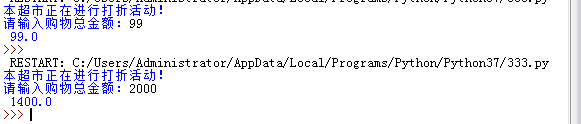 本超市正在进行打折活动!
请输入购物总金额: 99
99.0
>>>
RESTART: C:/Users/Administrator/AppData/Local/Programs/Python/Python37/333.py
本超市正在进行打折活动!
请输入购物总金额: 2000
1400.0
>>>